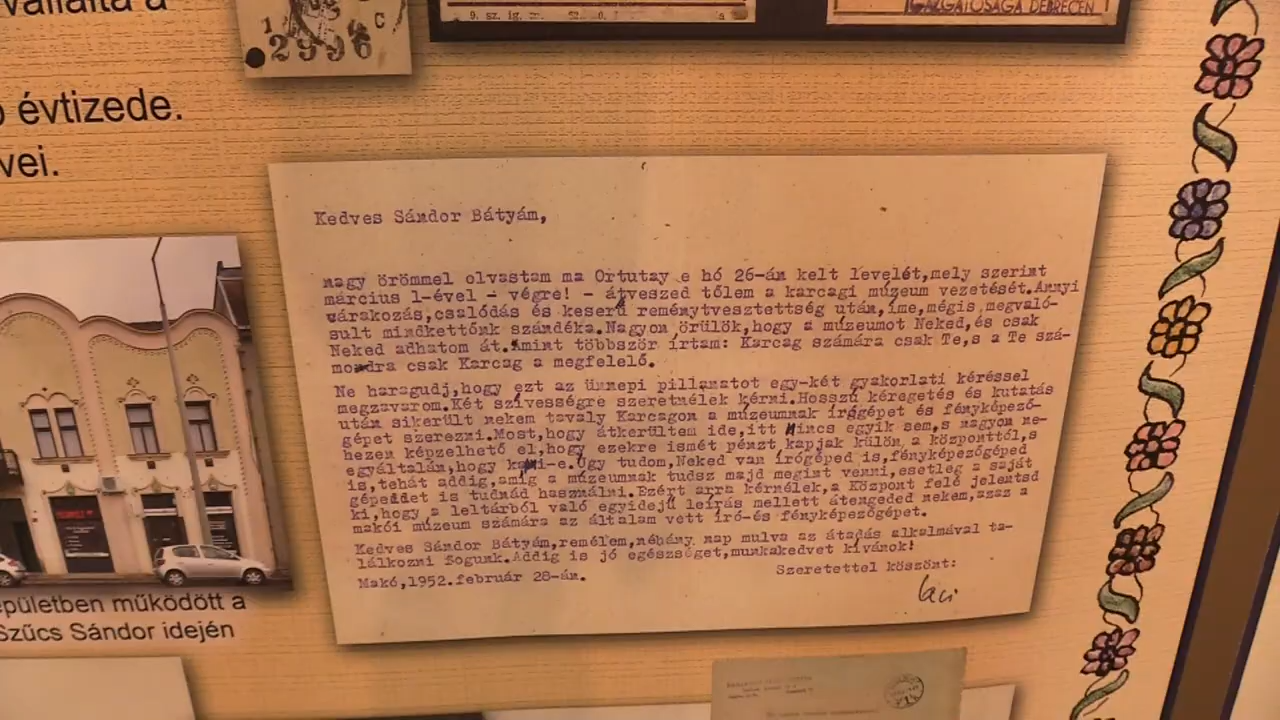 vállalta a
évtizede.
vei.
1 C
2996
9. sz.
IGAZGATÓSÁGA DEBRECEN
Kedves Sándor Bátyám,
nagy örömmel olvastam ma Ortutay e hó 26-án kelt levelét,mely szerint
március 1-ével - végre! - átveszed tőlem a karcagi múzeum vezetését.Annyi
várakozás,csalódás és keserű reménytvesztettség után,íme,mégis megvaló-
sult mindkettőnk szándéka.Nagyon örülök,hogy a múzeumot Neked,és csak
Neked adhatom át.Amint többször írtam: Karcag számára csak Te,s a Te szá-
modra csak Karcag a megfelelő.
Ne haragudj,hogy ezt az ünnepi pillanatot egy-két gyakorlati kéréssel
megzavarom.Két szívességre szeretnélek kérni.Hosszú kéregetés és kutatás
után sikerült nekem tavaly Karcagon a múzeumnak írógépet és fényképező-
gépet szerezni.Most,hogy átkerültem ide,itt nincs egyik sem,s nagyon ne-
hezen képzelhető el,hogy ezekre ismét pénzt kapjak külön a központtól,s
egyáltalán,hogy kapni-e.Úgy tudom,Neked van írógéped is,fényképezőgéped
is,tehát addig,amíg a múzeumnak tudsz majd megint venni,esetleg a saját
gépeidet is tudnád használni.Ezért arra kérnélek,a Központ felé jelentsd
ki,hogy a leltárból való egyidejű leírás mellett átengeded nekem,azaz a
makói múzeum számára az általam vett író-és fényképezőgépet.
Kedves Sándor Bátyám,remélem,néhány nap mulva az átadás alkalmával ta-
lálkozni fogunk.Addig is jó egészséget,munkakedvet kívánok!
Szeretettel köszönt:
Makó,1952.február 28-án.
Laci
épületben működött a
Szűcs Sándor idején